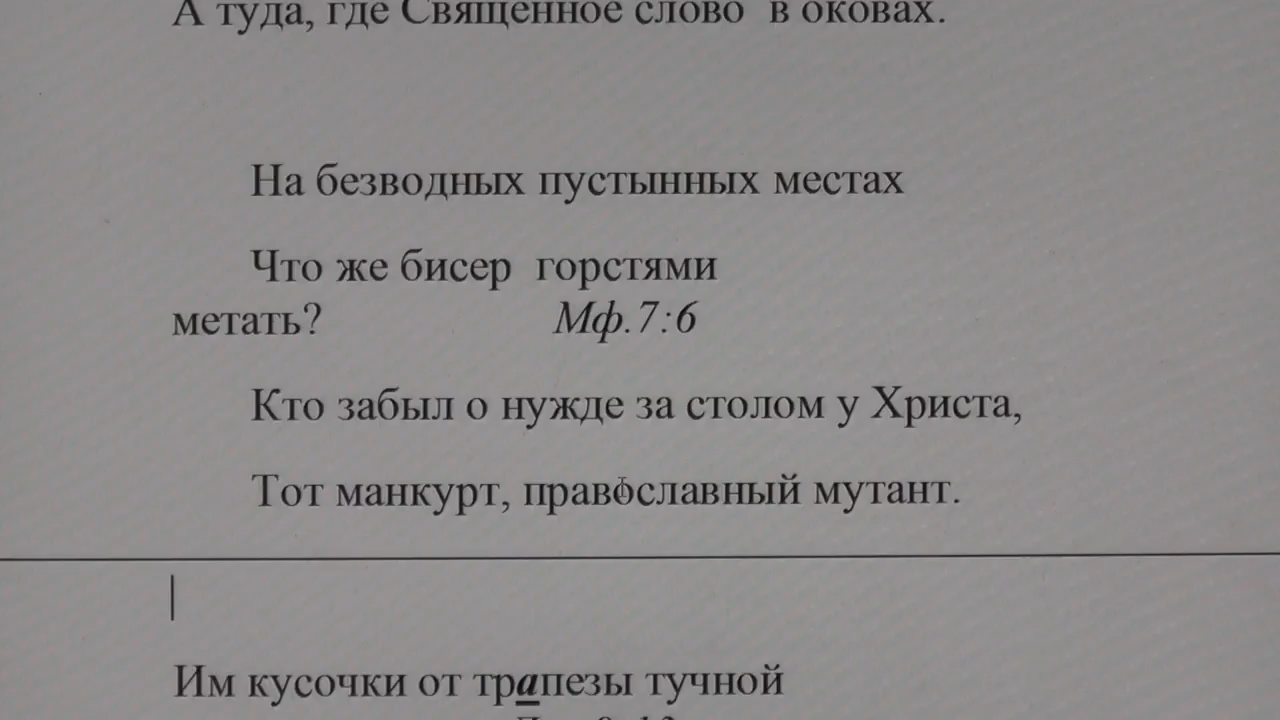 А туда, где Священное слово в оковах.
На безводных пустынных местах
Что же бисер горстями
метать? Мф.7:6
Кто забыл о нужде за столом у Христа,
Тот манкурт, православный мутант.
Им кусочки от трапезы тучной